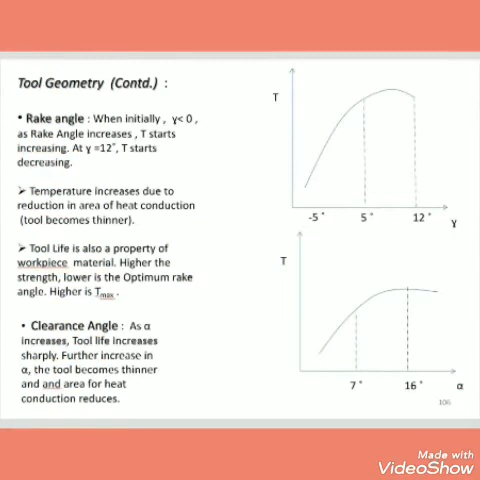 Tool Geometry (Contd.) :
• Rake angle : When initially, γ< 0 ,
as Rake Angle increases , T starts
increasing. At γ =12˚, T starts
decreasing.
➢ Temperature increases due to
reduction in area of heat conduction
(tool becomes thinner).
➢ Tool Life is also a property of
workpiece material. Higher the
strength, lower is the Optimum rake
angle. Higher is Tmax .
• Clearance Angle : As α
increases, Tool life increases
sharply. Further increase in
α, the tool becomes thinner
and and area for heat
conduction reduces.
T
-5˚ 5˚ 12˚ γ
T
7˚ 16˚ α
106
Made with
VideoShow